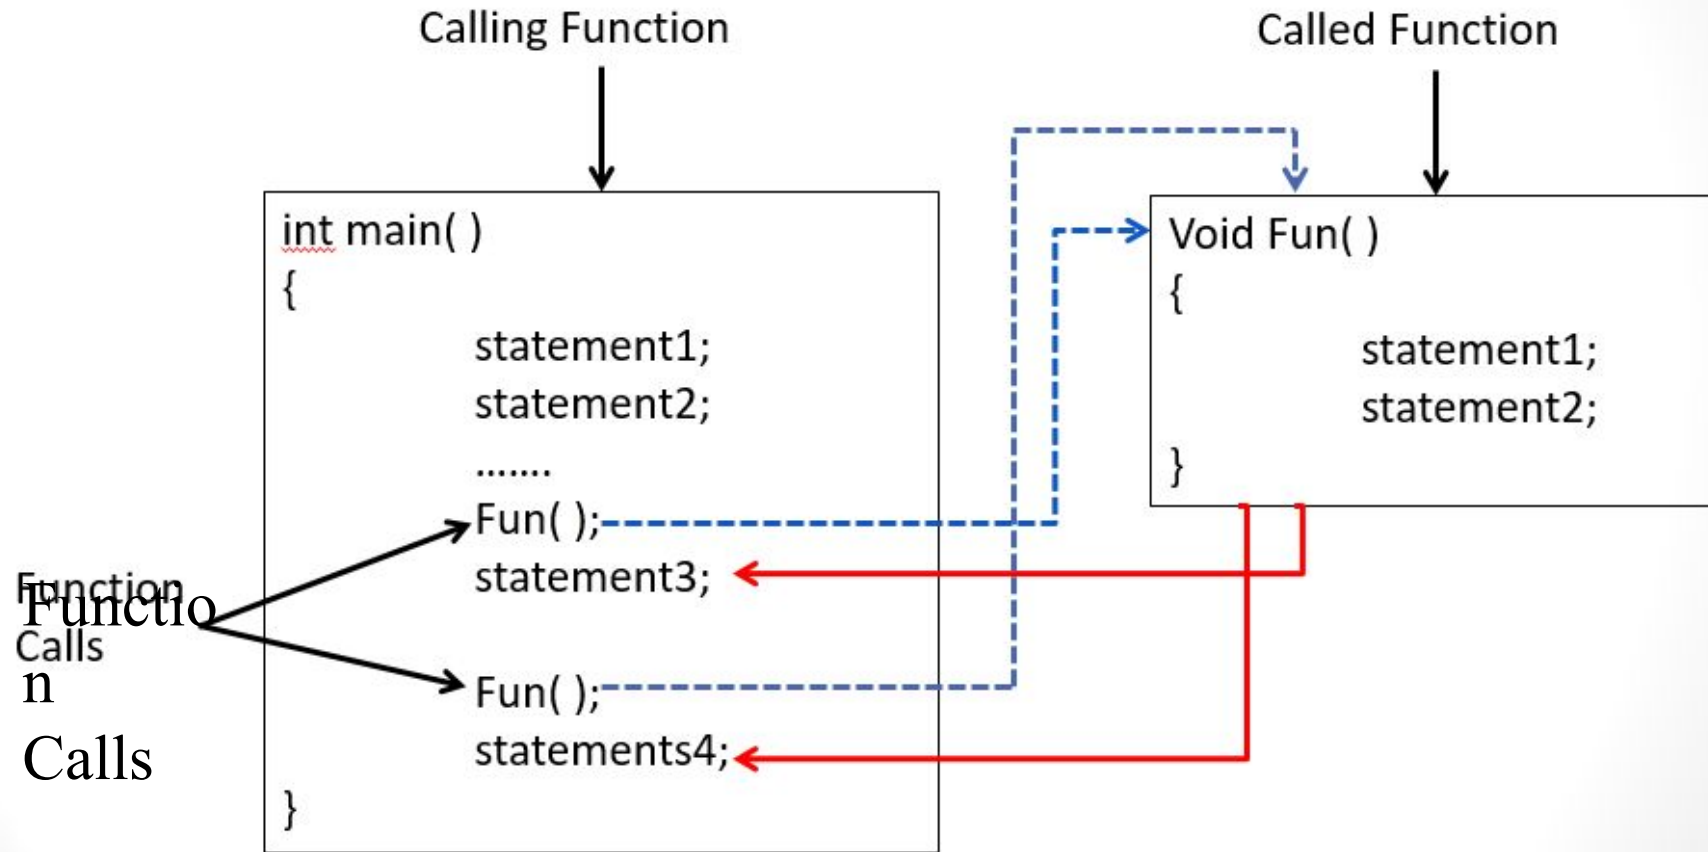 Calling Function
Called Function
int main( )
{
statement1;
statement2;
.......
Fun( );
statement3;
Fun( );
statements4;
}
Function
Calls
Functio
n
Calls
Void Fun( )
{
statement1;
statement2;
}